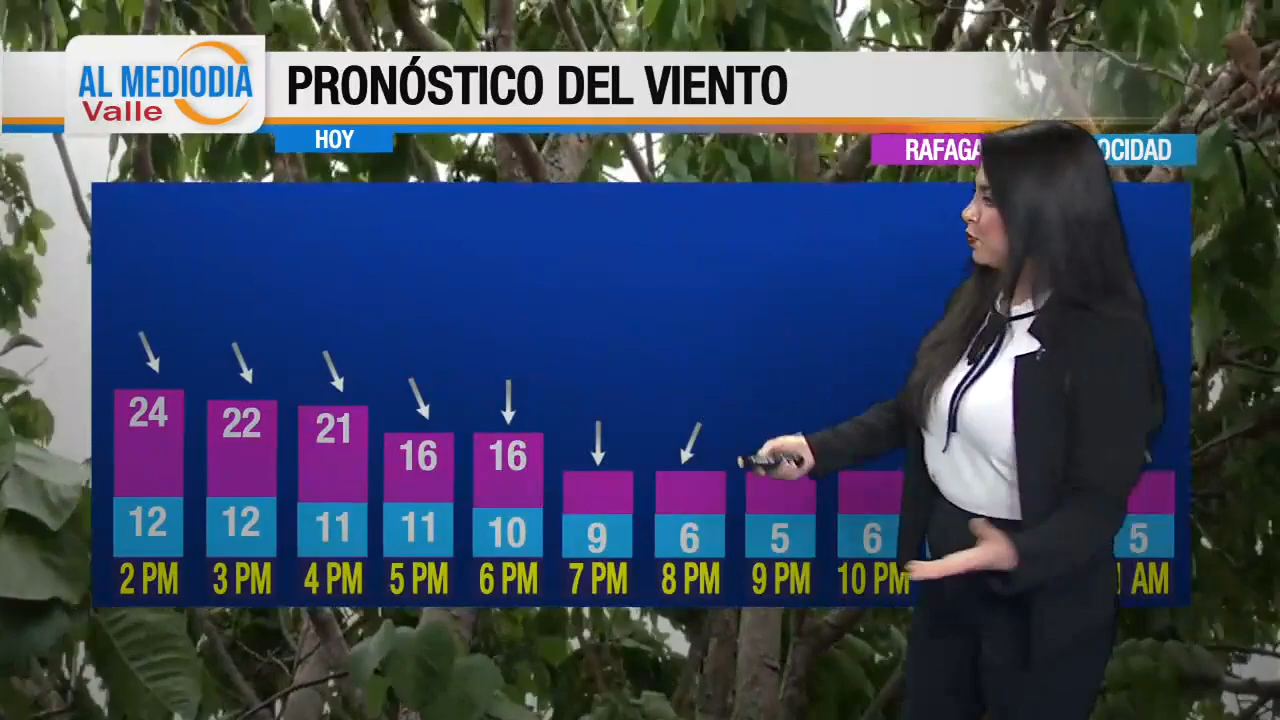 AL MEDIODIA
Valle
PRONÓSTICO DEL VIENTO
HOY
24 22 21 16 16
12 12 11 11 10 9 6 5 6 5
2 PM 3 PM 4 PM 5 PM 6 PM 7 PM 8 PM 9 PM 10 PM AM